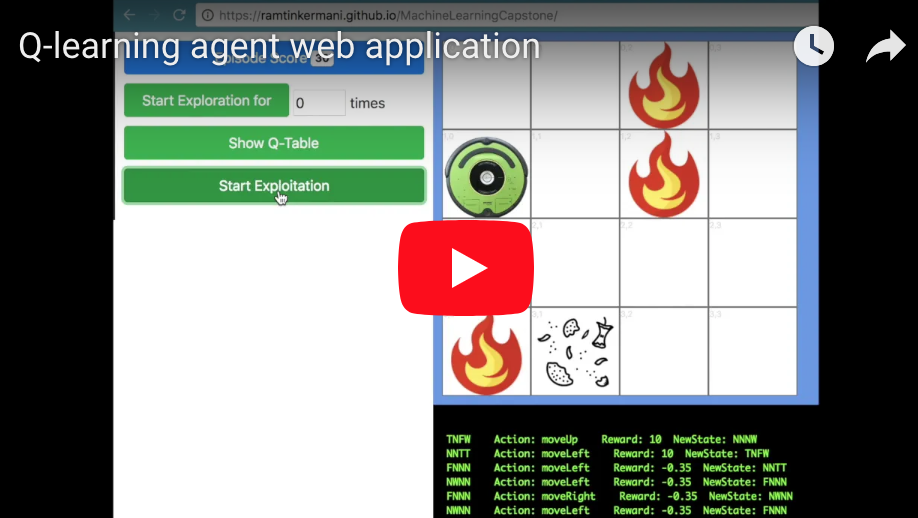 https://ramtinkermani.github.io/MachineLearningCapstone/
Q-learning agent web application
Episode Score 30
Start Exploration for 0 times
Show Q-Table
Start Exploitation
0,2
1,0 1,1 1,2 1,3
2,1 2,2 2,3
3,1 3,2 3,3
TNFW Action: moveUp Reward: 10 NewState: NNNW
NNTT Action: moveLeft Reward: 10 NewState: TNFW
FNNN Action: moveLeft Reward: -0.35 NewState: NNTT
NWNN Action: moveLeft Reward: -0.35 NewState: FNNN
FNNN Action: moveRight Reward: -0.35 NewState: NWNN
NWNN Action: moveLeft Reward: -0.35 NewState: FNNN